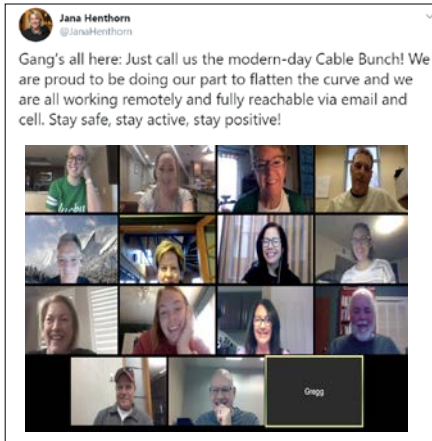 Jana Henthorn
@JanaHenthorn
Gang's all here: Just call us the modern-day Cable Bunch! We
are proud to be doing our part to flatten the curve and we
are all working remotely and fully reachable via email and
cell. Stay safe, stay active, stay positive!
lucky
Gregg